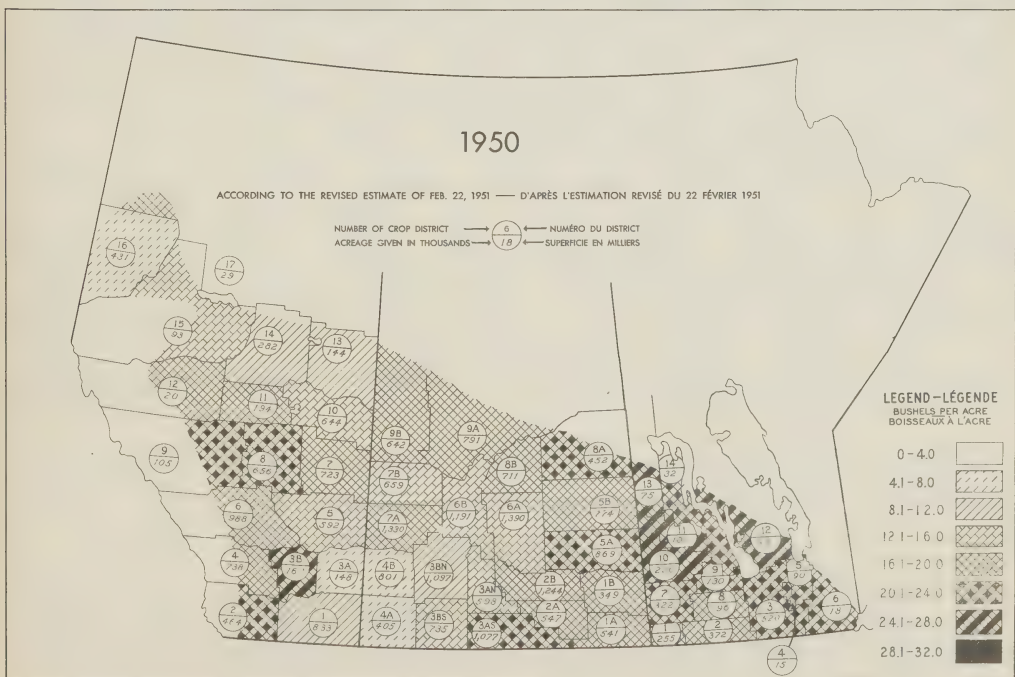 1950
ACCORDING TO THE REVISED ESTIMATE OF FEB. 22, 1951 — D'APRÈS L'ESTIMATION REVISÉ DU 22 FÉVRIER 1951
NUMBER OF CROP DISTRICT 6 NUMÉRO DU DISTRICT
ACREAGE GIVEN IN THOUSANDS 18 SUPERFICIE EN MILLIERS
16
431
17
29
15
93
14
282
13
144
12
20
11
194
10
644
9B
642
9A
791
9
105
8
656
7
723
7B
659
8B
711
8A
452
6
988
5
592
7A
1,330
6B
1,191
6A
1,390
5B
774
4
738
3B
3A
148
4B
801
3BN
1,097
3AN
2B
1,244
5A
869
1B
349
2
1
833
4A
405
3BS
735
3AS
1,077
2A
547
1A
541
14
32
13
75
11
12
10
9
130
5
90
7
422
8
96
3
6
18
255
2
372
4
15
LEGEND–LÉGENDE
BUSHELS PER ACRE
BOISSEAUX À L'ACRE
0-4.0
4.1-8.0
8.1-12.0
12.1-16.0
16.1-20.0
20.1-24.0
24.1-28.0
28.1-32.0